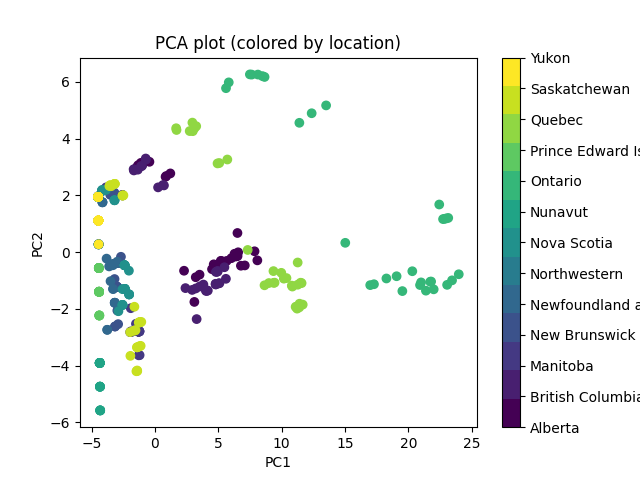 PCA plot (colored by location)
PC2
6
4
2
0
−2
−4
−6
−5
0
5
10
15
20
25
PC1
Yukon
Saskatchewan
Quebec
Prince Edward Is
Ontario
Nunavut
Nova Scotia
Northwestern
Newfoundland a
New Brunswick
Manitoba
British Columbia
Alberta